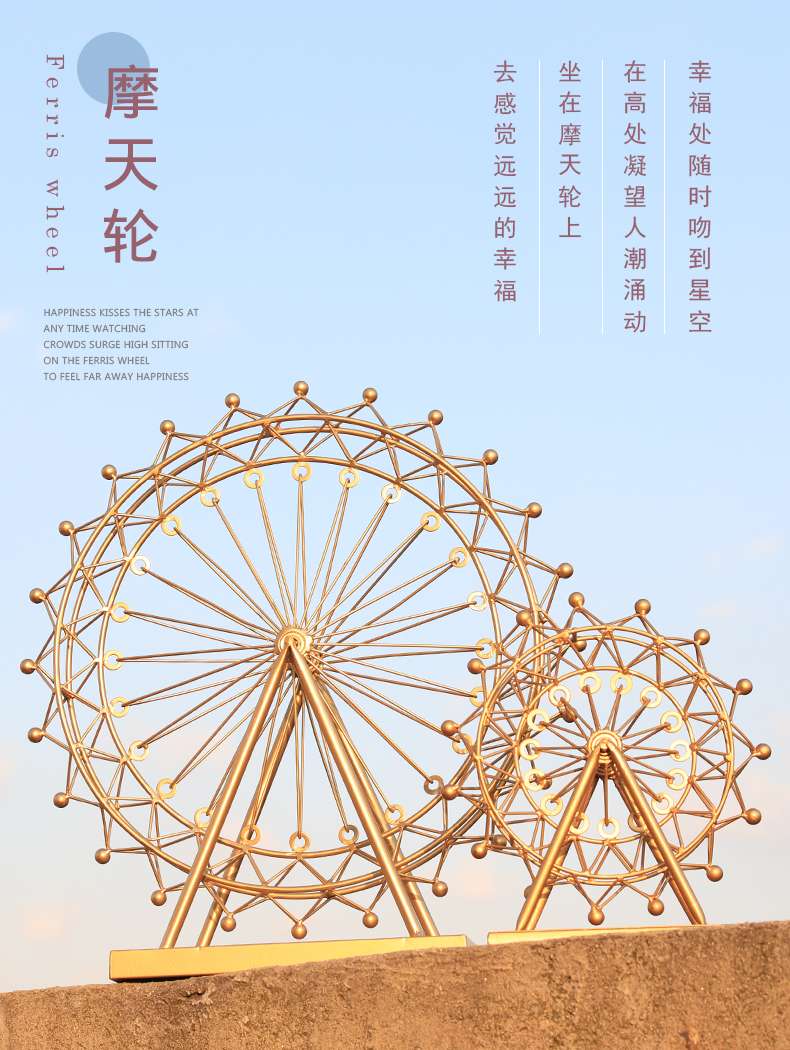 摩天轮
Ferris wheel
HAPPINESS KISSES THE STARS AT
ANY TIME WATCHING
CROWDS SURGE HIGH SITTING
ON THE FERRIS WHEEL
TO FEEL FAR AWAY HAPPINESS
幸福处随时吻到星空
在高处凝望人潮涌动
坐在摩天轮上
去感觉远远的幸福